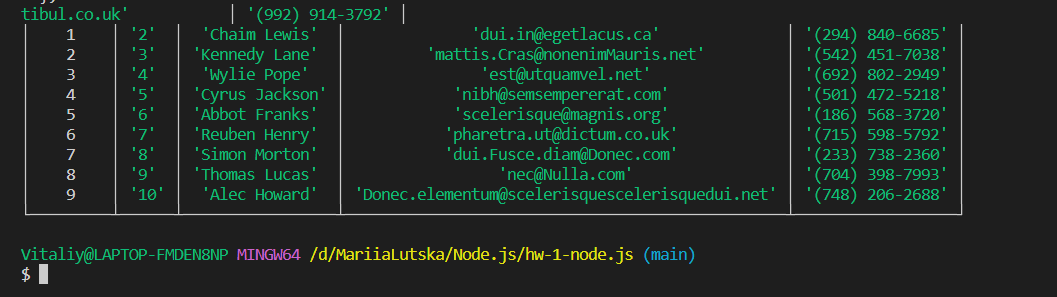 tibul.co.uk' │ '(992) 914-3792' │
│ 1 │ '2' │ 'Chaim Lewis' │ 'dui.in@egetlacus.ca' │ '(294) 840-6685' │
│ 2 │ '3' │ 'Kennedy Lane' │ 'mattis.Cras@nonenimMauris.net' │ '(542) 451-7038' │
│ 3 │ '4' │ 'Wylie Pope' │ 'est@utquamvel.net' │ '(692) 802-2949' │
│ 4 │ '5' │ 'Cyrus Jackson' │ 'nibh@semsempererat.com' │ '(501) 472-5218' │
│ 5 │ '6' │ 'Abbot Franks' │ 'scelerisque@magnis.org' │ '(186) 568-3720' │
│ 6 │ '7' │ 'Reuben Henry' │ 'pharetra.ut@dictum.co.uk' │ '(715) 598-5792' │
│ 7 │ '8' │ 'Simon Morton' │ 'dui.Fusce.diam@Donec.com' │ '(233) 738-2360' │
│ 8 │ '9' │ 'Thomas Lucas' │ 'nec@Nulla.com' │ '(704) 398-7993' │
│ 9 │ '10' │ 'Alec Howard' │ 'Donec.elementum@scelerisquescelerisquedui.net' │ '(748) 206-2688' │
Vitaliy@LAPTOP-FMDEN8NP MINGW64 /d/MariiaLutska/Node.js/hw-1-node.js (main)
$